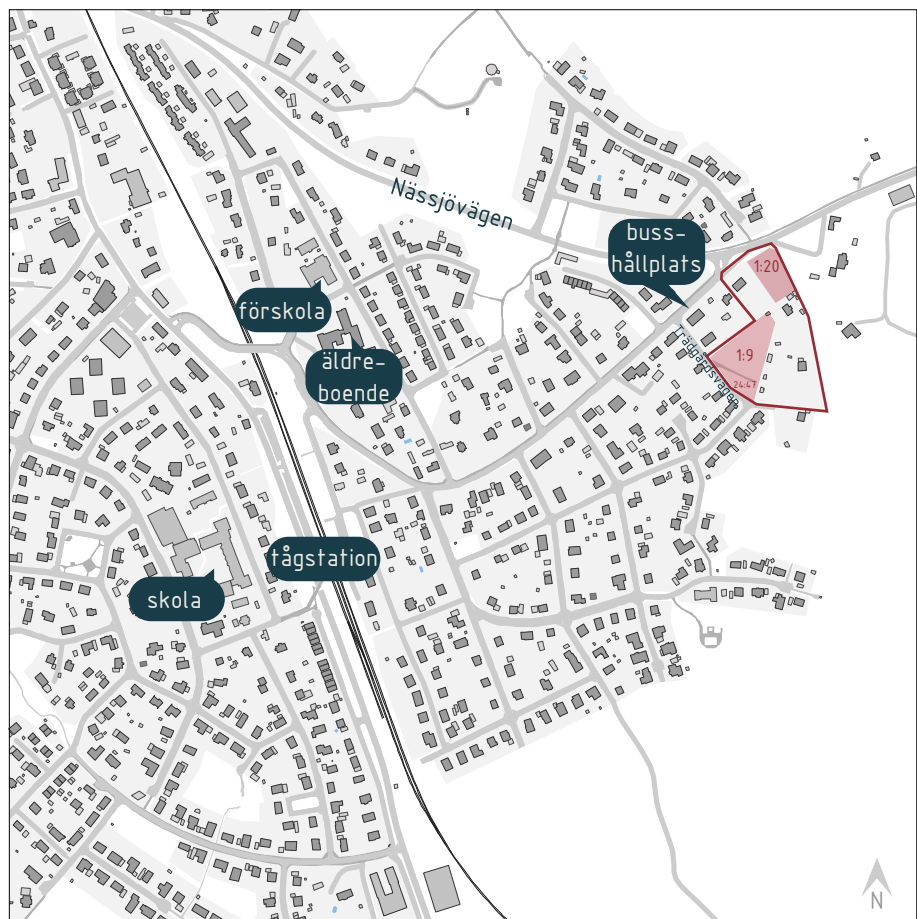 Nässjövägen
buss-
hållplats
1:20
förskola
Trädgårdsvägen
1:9
äldre-
boende
24:47
tågstation
skola
N